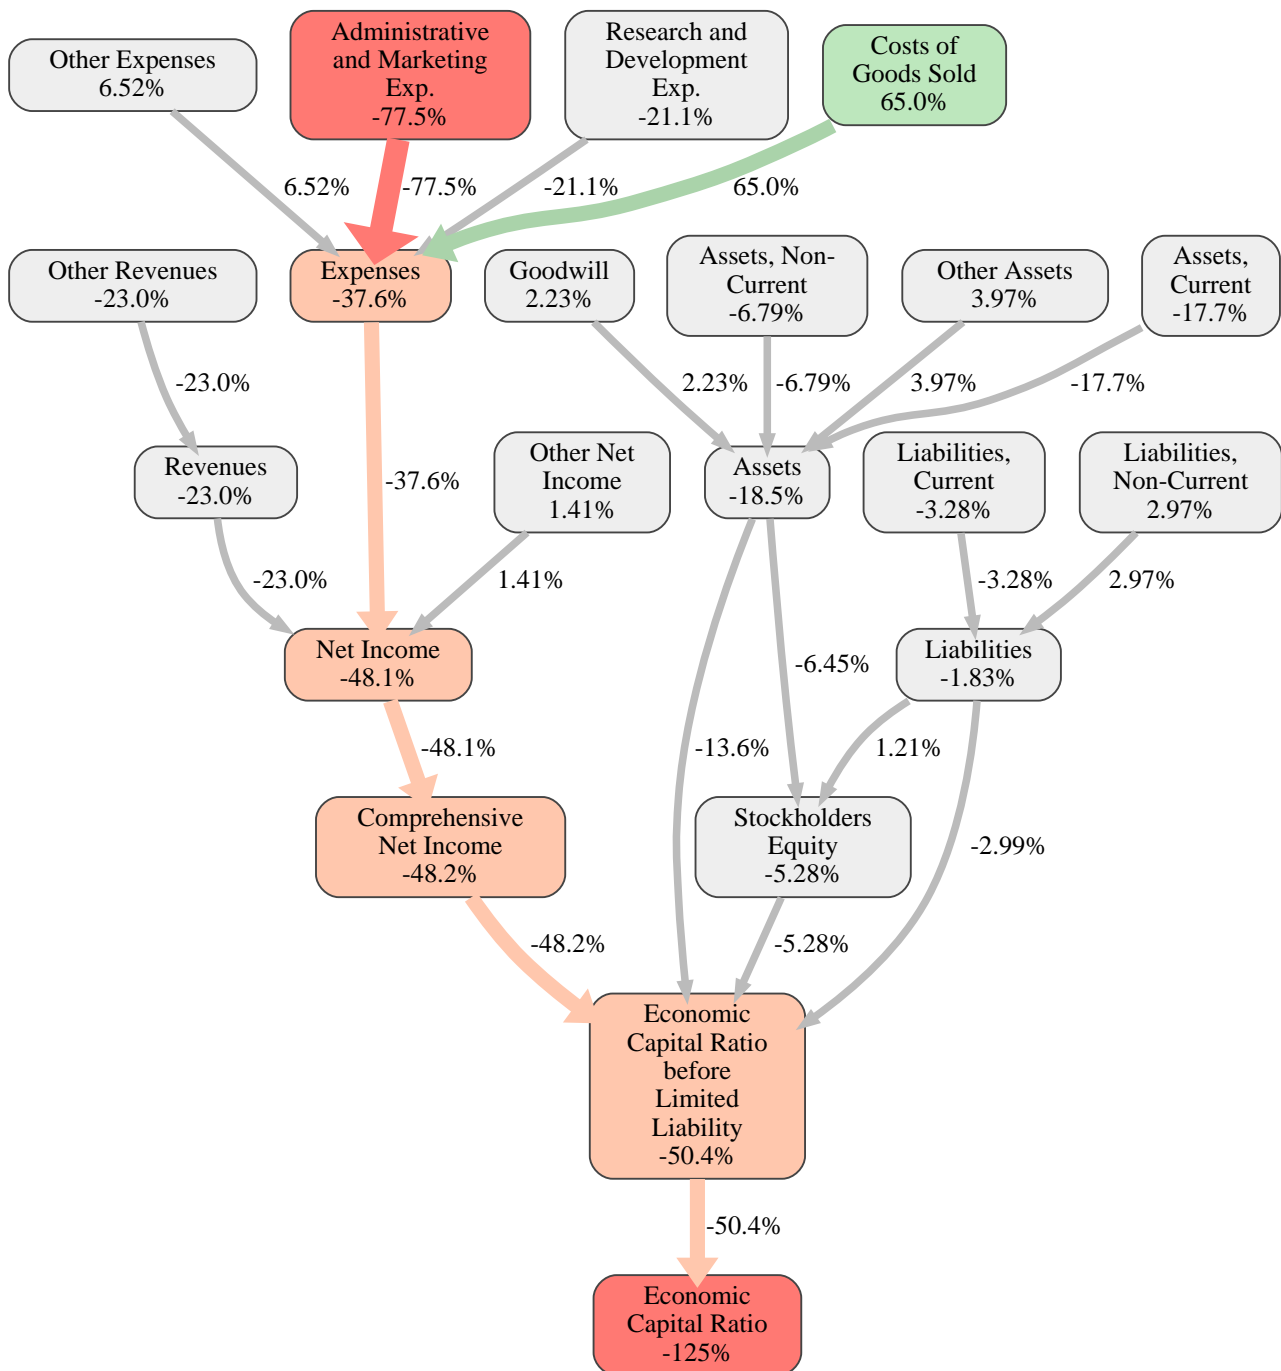 Other Expenses
6.52%
Administrative
and Marketing
Exp.
-77.5%
Research and
Development
Exp.
-21.1%
Costs of
Goods Sold
65.0%
6.52%
-77.5%
-21.1%
65.0%
Other Revenues
-23.0%
Expenses
-37.6%
Goodwill
2.23%
Assets, Non-
Current
-6.79%
Other Assets
3.97%
Assets,
Current
-17.7%
-23.0%
2.23%
-6.79%
3.97%
-17.7%
Revenues
-23.0%
-37.6%
Other Net
Income
1.41%
Assets
-18.5%
Liabilities,
Current
-3.28%
Liabilities,
Non-Current
2.97%
-23.0%
1.41%
-3.28%
2.97%
Net Income
-48.1%
-6.45%
Liabilities
-1.83%
-48.1%
-13.6%
1.21%
Comprehensive
Net Income
-48.2%
Stockholders
Equity
-5.28%
-2.99%
-48.2%
-5.28%
Economic
Capital Ratio
before
Limited
Liability
-50.4%
-50.4%
Economic
Capital Ratio
-125%